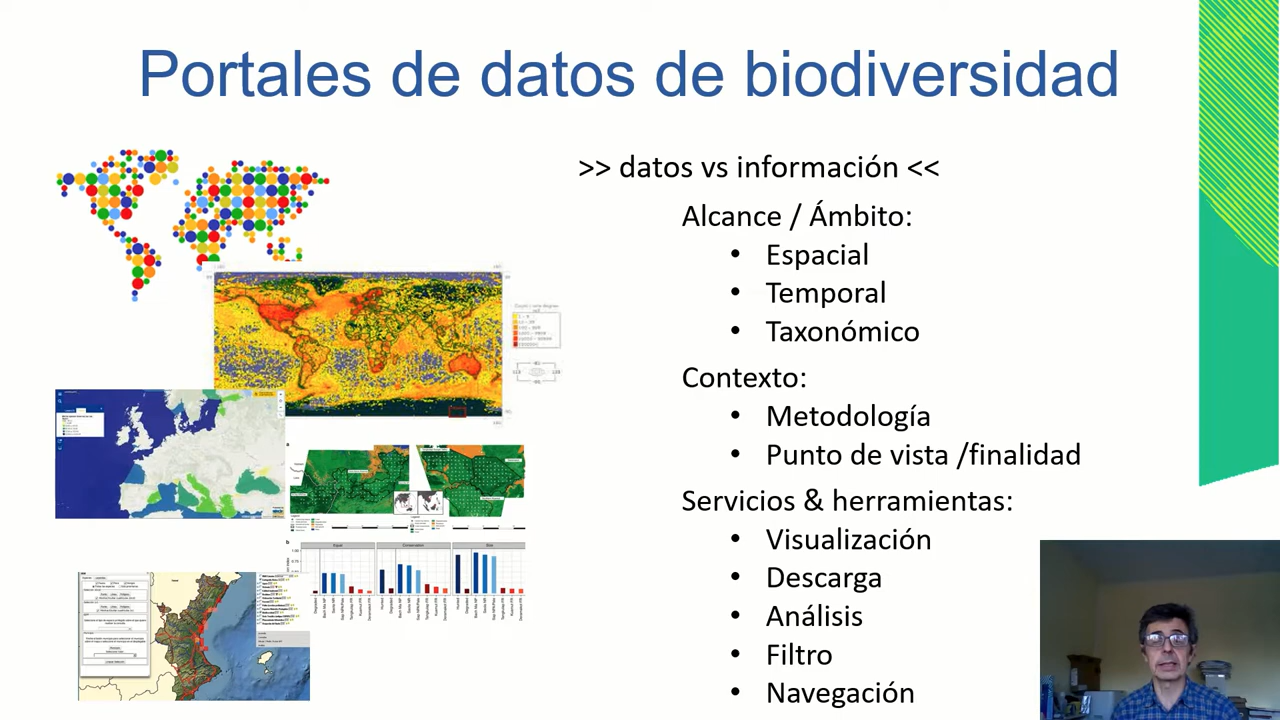 Portales de datos de biodiversidad
>> datos vs información <<
Alcance / Ámbito:
• Espacial
• Temporal
• Taxonómico
Contexto:
• Metodología
• Punto de vista /finalidad
Servicios & herramientas:
• Visualización
• Descarga
• Análisis
• Filtro
• Navegación